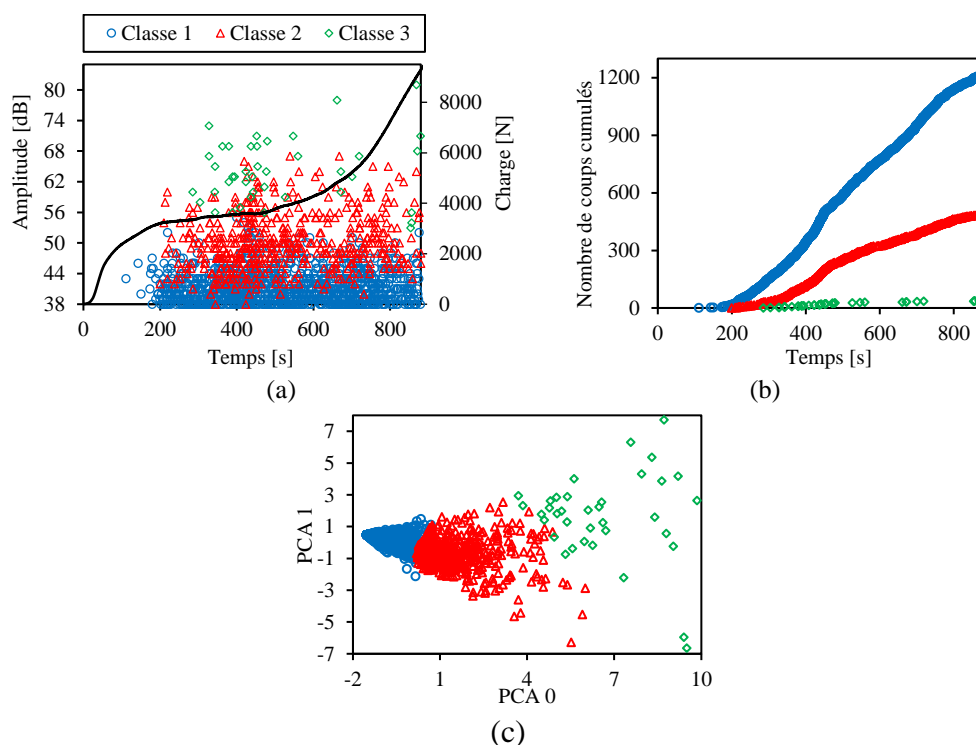 Classe 1 Classe 2 Classe 3
80
74
68
62
56
50
44
38
Amplitude [dB]
8000
6000
4000
2000
0
Charge [N]
0 200 400 600 800
Temps [s]
(a)
1200
900
600
300
0
Nombre de coups cumulés
0 200 400 600 800
Temps [s]
(b)
7
5
3
1
-1
-3
-5
-7
PCA 1
-2 1 4 7 10
PCA 0
(c)